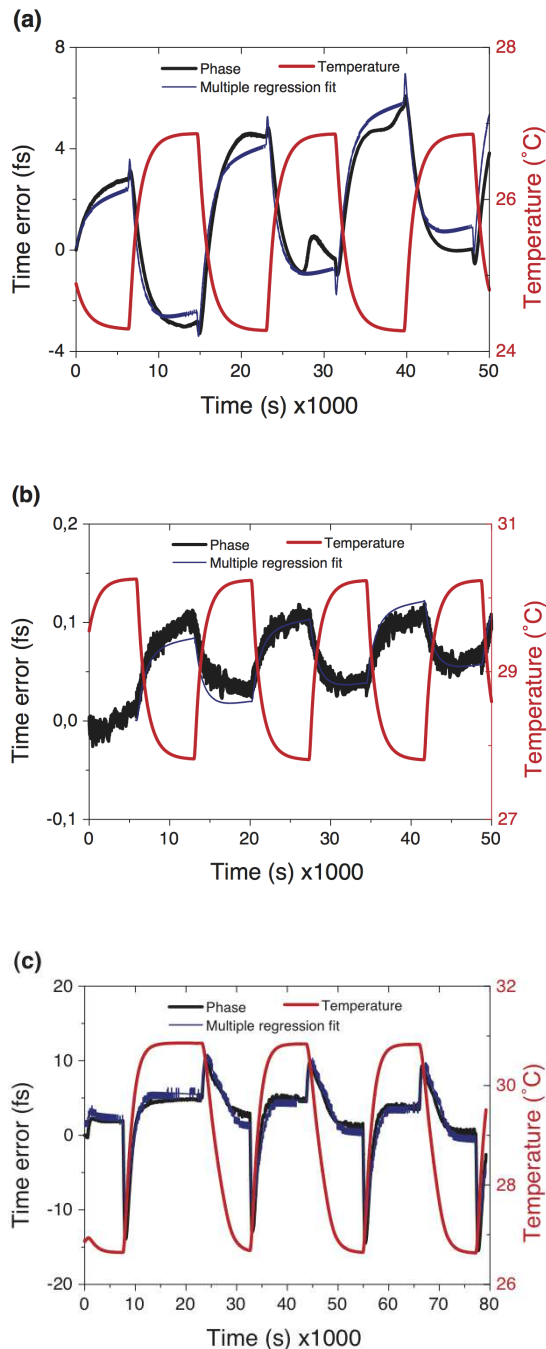 (a)
8
4
0
-4
28
26
24
Phase
Temperature
Multiple regression fit
Time error (fs)
Temperature (˚C)
0 10 20 30 40 50
Time (s) x1000
(b)
0,2
0,1
0,0
-0,1
31
29
27
Phase
Temperature
Multiple regression fit
Time error (fs)
Temperature (˚C)
0 10 20 30 40 50
Time (s) x1000
(c)
20
10
0
-10
-20
32
30
28
26
Phase
Temperature
Multiple regression fit
Time error (fs)
Temperature (˚C)
0 10 20 30 40 50 60 70 80
Time (s) x1000